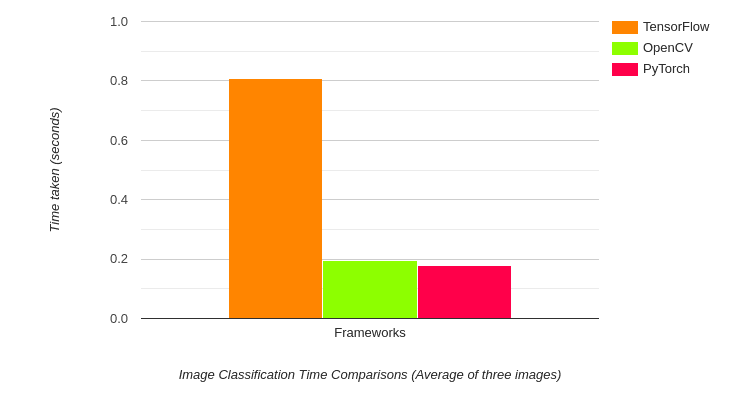 1.0
0.8
0.6
0.4
0.2
0.0
Time taken (seconds)
Frameworks
Image Classification Time Comparisons (Average of three images)
TensorFlow
OpenCV
PyTorch